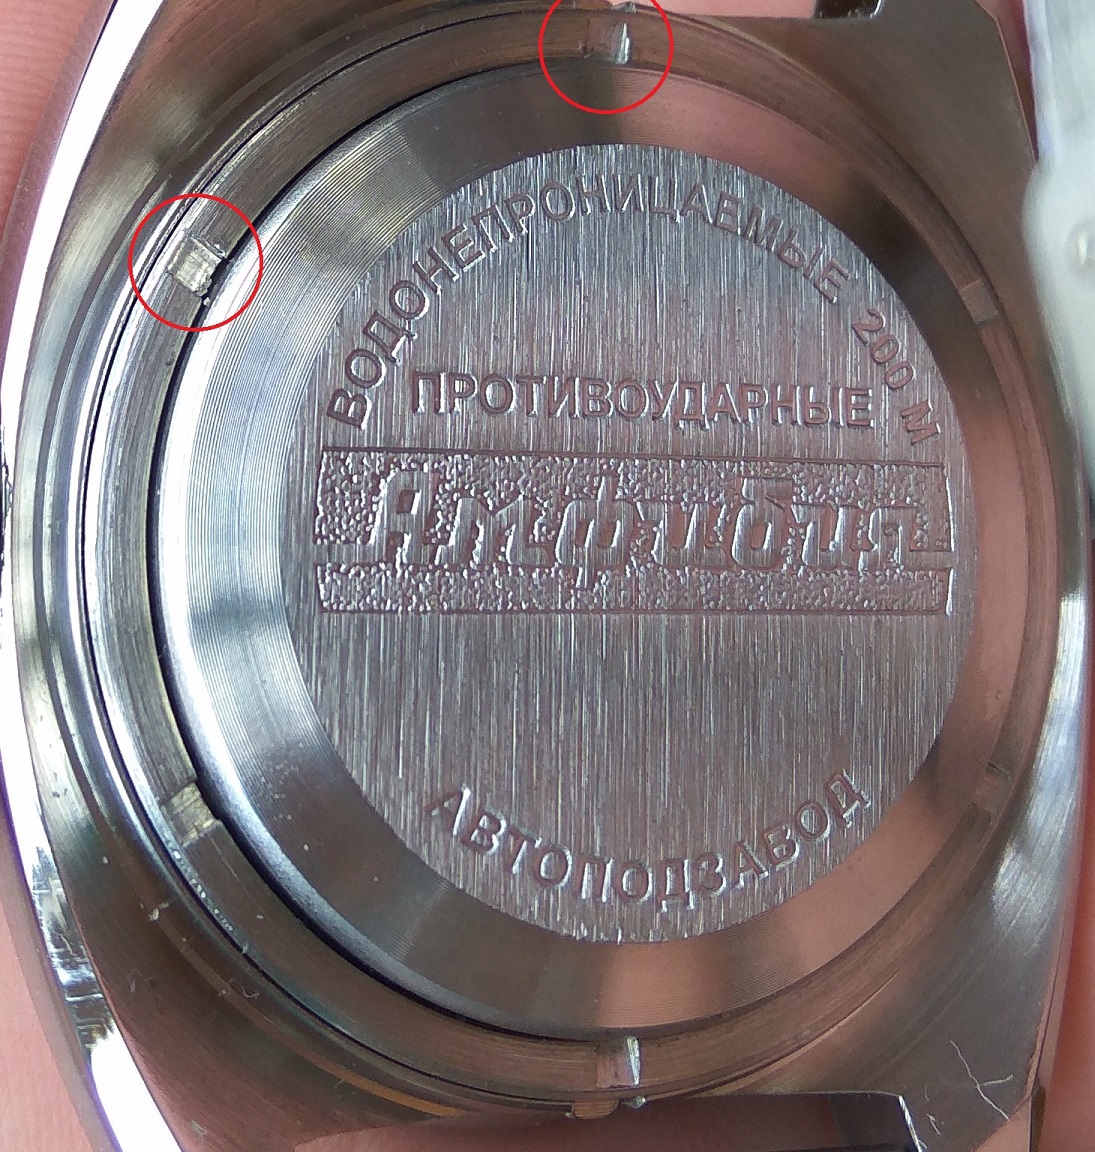 ВОДОНЕПРОНИЦАЕМЫЕ 200 М
ПРОТИВОУДАРНЫЕ
Амфибия
АВТОПОДЗАВОД